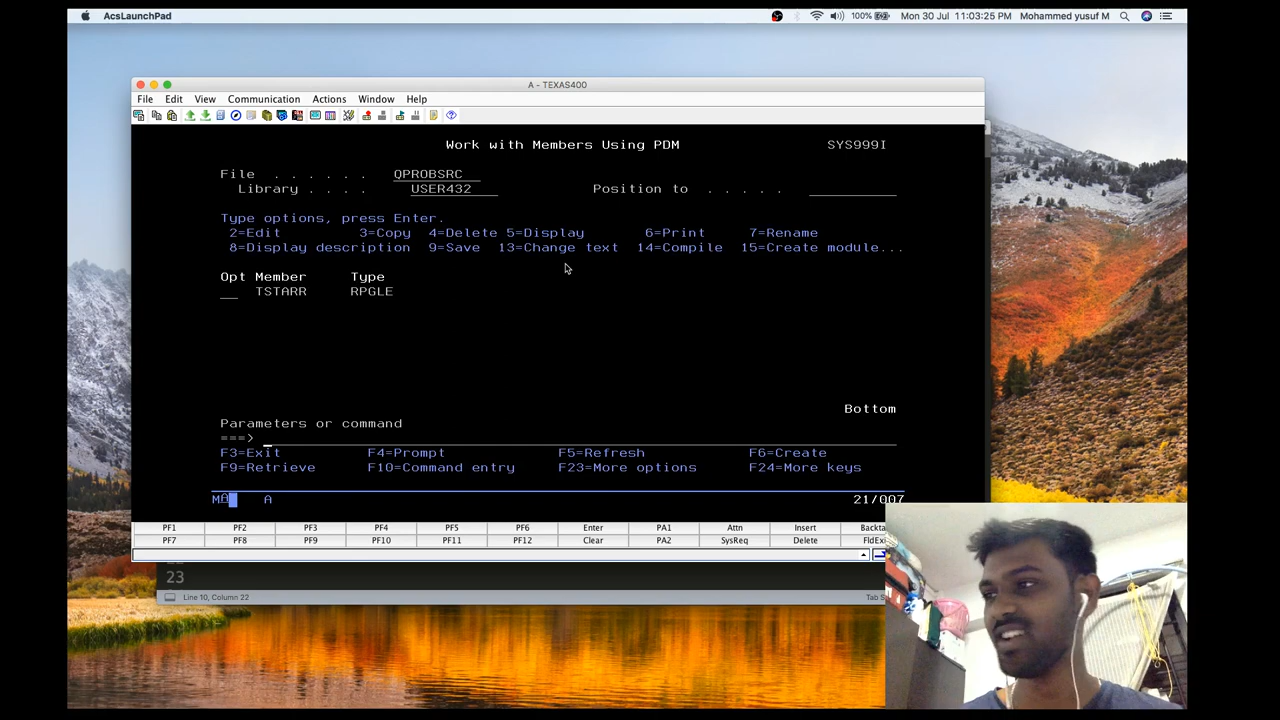 AcsLaunchPad 100% Mon 30 Jul 11:03:25 PM Mohammed yusuf M
A - TEXAS400
File Edit View Communication Actions Window Help
Work with Members Using PDM SYS999I
File . . . . . . QPROBSRC
Library . . . . USER432 Position to . . . . .
Type options, press Enter.
2=Edit 3=Copy 4=Delete 5=Display 6=Print 7=Rename
8=Display description 9=Save 13=Change text 14=Compile 15=Create module...
Opt Member Type
TSTARR RPGLE
Bottom
Parameters or command
===>
F3=Exit F4=Prompt F5=Refresh F6=Create
F9=Retrieve F10=Command entry F23=More options F24=More keys
MA A 21/007
PF1 PF2 PF3 PF4 PF5 PF6 Enter PA1 Attn Insert
PF7 PF8 PF9 PF10 PF11 PF12 Clear PA2 SysReq Delete
23
Line 10, Column 22